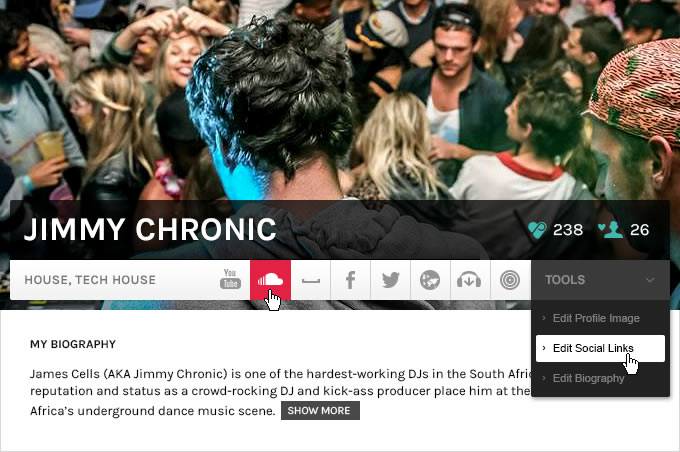 JIMMY CHRONIC
238
26
HOUSE, TECH HOUSE
You
Tube
f
TOOLS
› Edit Profile Image
› Edit Social Links
› Edit Biography
MY BIOGRAPHY
James Cells (AKA Jimmy Chronic) is one of the hardest-working DJs in the South
reputation and status as a crowd-rocking DJ and kick-ass producer place him at the
Africa's underground dance music scene. SHOW MORE